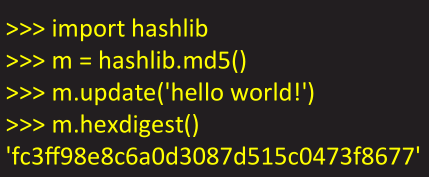 >>> import hashlib
>>> m = hashlib.md5()
>>> m.update('hello world!')
>>> m.hexdigest()
'fc3ff98e8c6a0d3087d515c0473f8677'